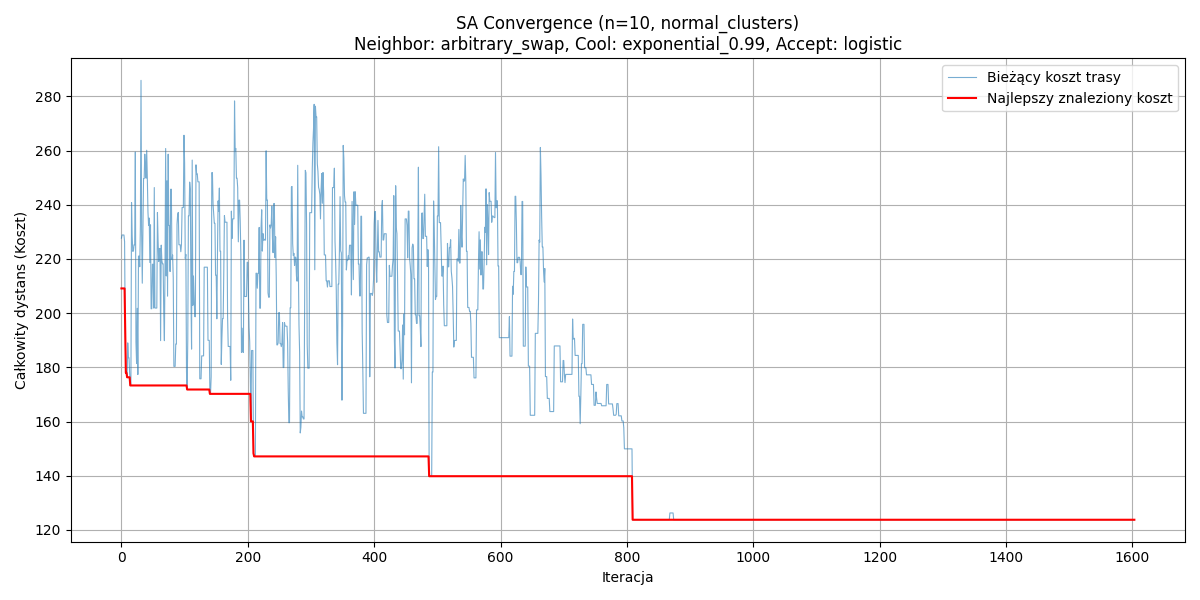 SA Convergence (n=10, normal_clusters)
Neighbor: arbitrary_swap, Cool: exponential_0.99, Accept: logistic
Bieżący koszt trasy
Najlepszy znaleziony koszt
Całkowity dystans (Koszt)
280
260
240
220
200
180
160
140
120
0 200 400 600 800 1000 1200 1400 1600
Iteracja